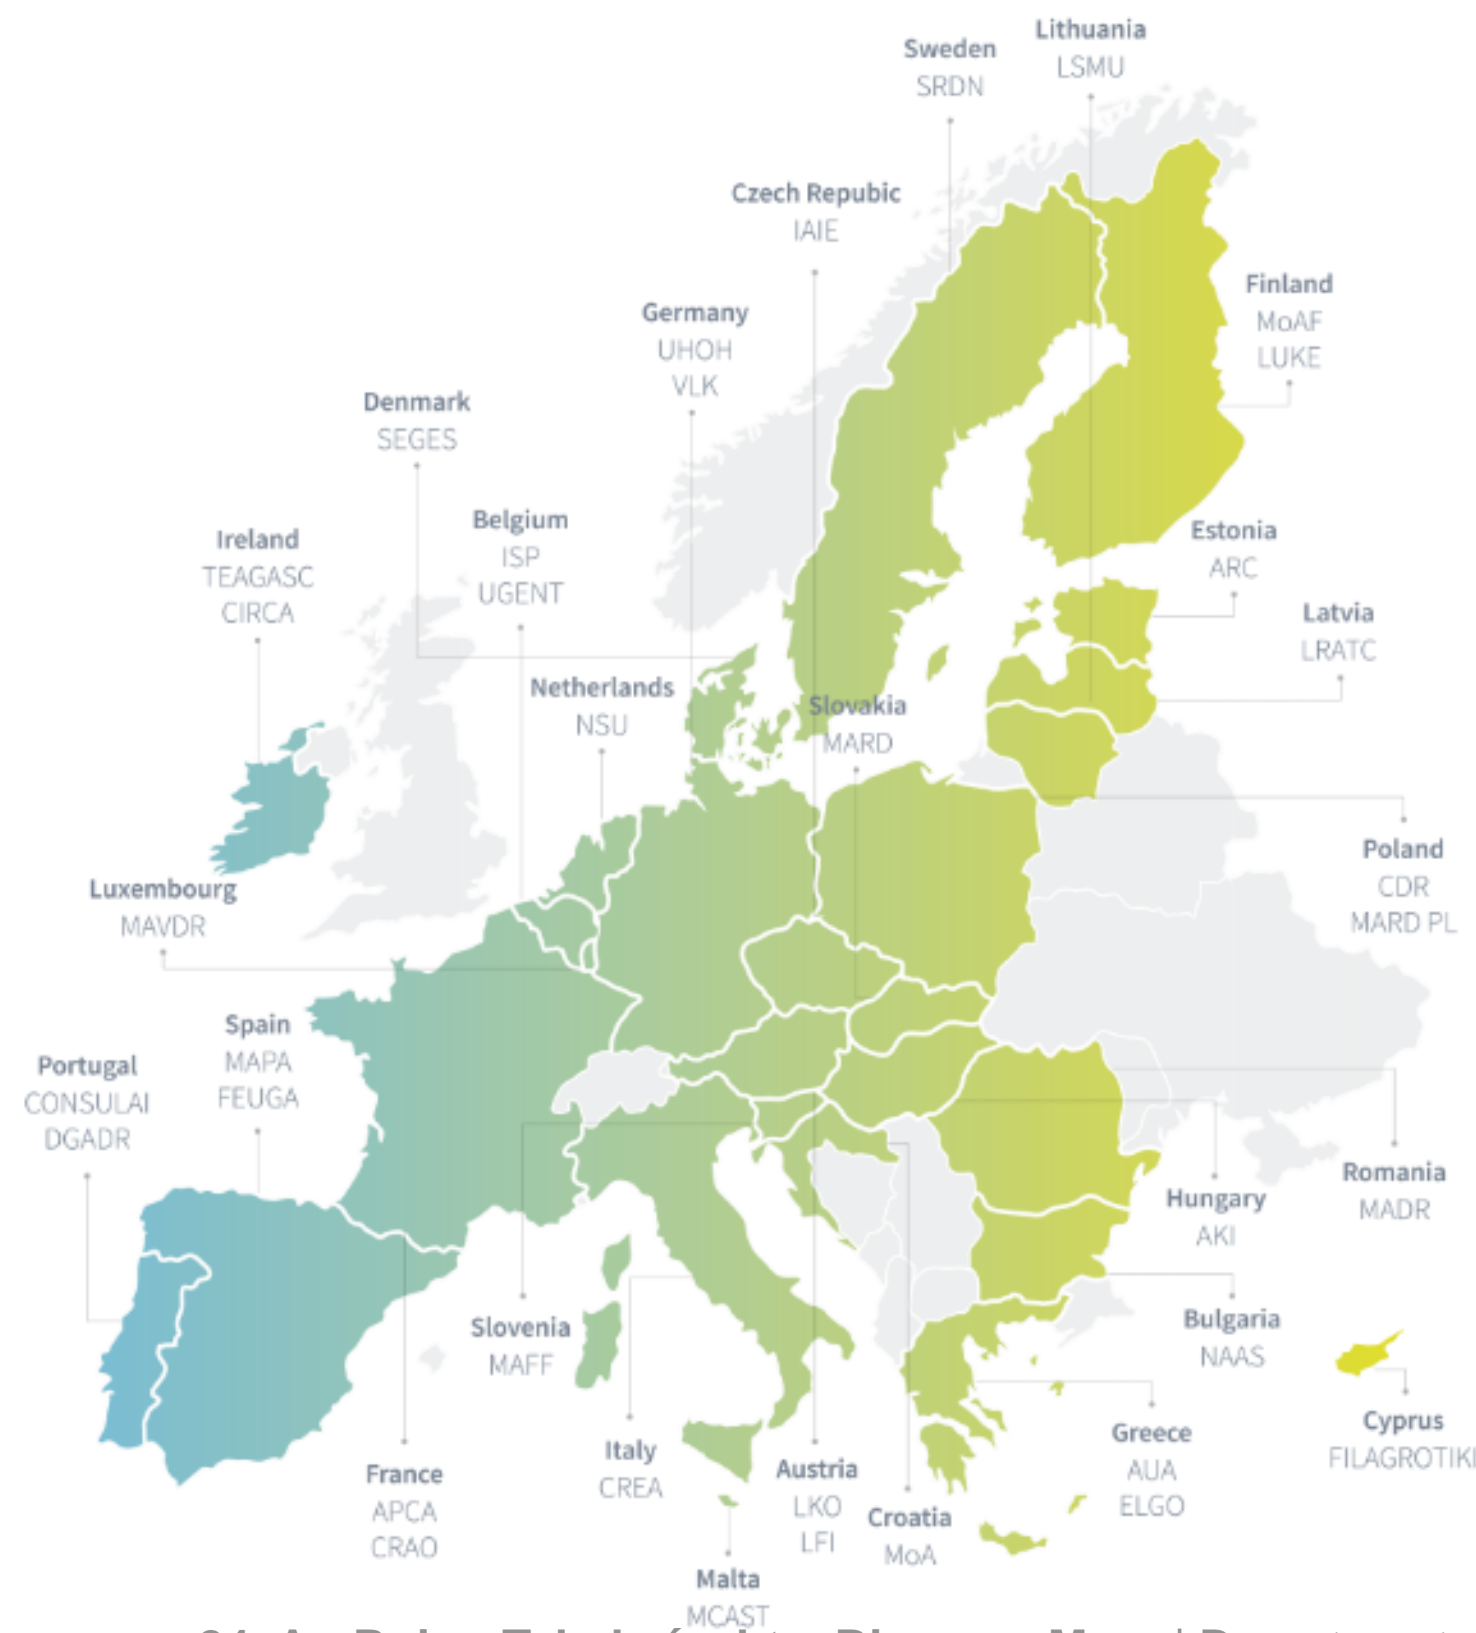 Lithuania
LSMU
Sweden
SRDN
Czech Repubic
IAIE
Finland
MoAF
LUKE
Germany
UHOH
VLK
Denmark
SEGES
Belgium
ISP
UGENT
Ireland
TEAGASC
CIRCA
Estonia
ARC
Latvia
LRATC
Netherlands
NSU
Slovakia
MARD
Poland
CDR
MARD PL
Luxembourg
MAVDR
Spain
MAPA
FEUGA
Portugal
CONSULAI
DGADR
Romania
MADR
Hungary
AKI
Slovenia
MAFF
Bulgaria
NAAS
Cyprus
FILAGROTIKI
Greece
AUA
ELGO
Italy
CREA
France
APCA
CRAO
Austria
LKO
LFI
Croatia
MoA
Malta
MCAST